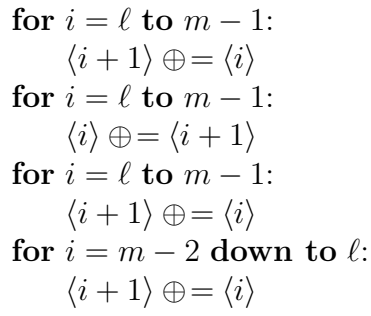 for i = ℓ to m − 1:
⟨i + 1⟩ ⊕= ⟨i⟩
for i = ℓ to m − 1:
⟨i⟩ ⊕= ⟨i + 1⟩
for i = ℓ to m − 1:
⟨i + 1⟩ ⊕= ⟨i⟩
for i = m − 2 down to ℓ:
⟨i + 1⟩ ⊕= ⟨i⟩